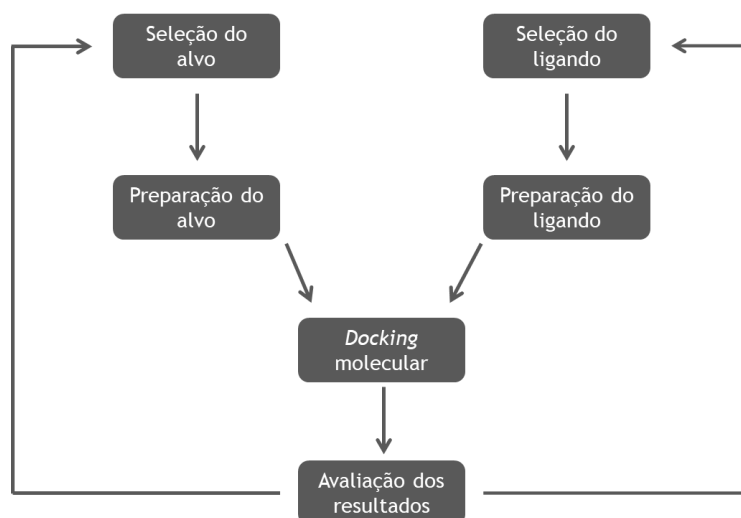 Seleção do
alvo
Seleção do
ligando
Preparação do
alvo
Preparação do
ligando
Docking
molecular
Avaliação dos
resultados